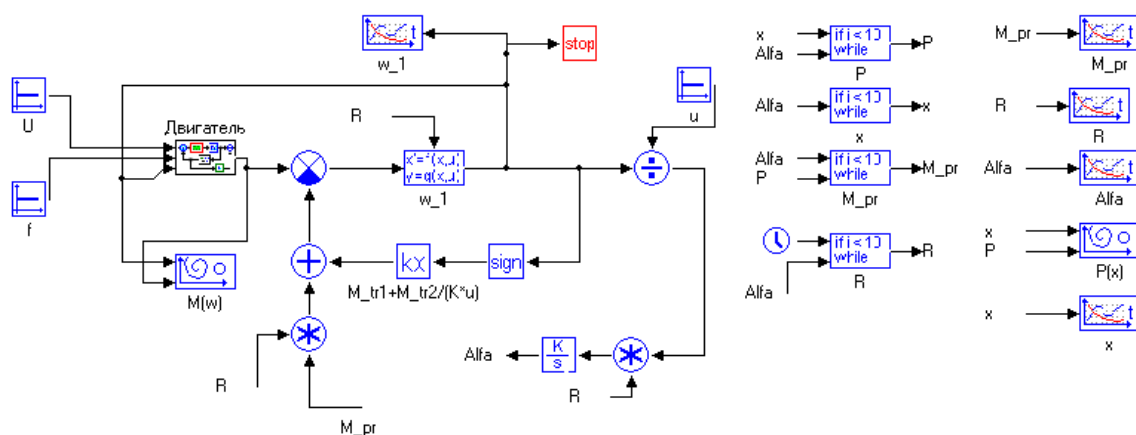 t
w_1
stop
U
f
Двигатель
R
x'=f(x,u)
y=g(x,u)
w_1
u
M(w)
kx
sign
M_tr1+M_tr2/(K*u)
R
M_pr
Alfa
K
s
R
x
Alfa
if i < 10
while
P
P
Alfa
if i < 10
while
x
x
Alfa
P
if i < 10
while
M_pr
M_pr
Alfa
if i < 10
while
R
R
M_pr
t
M_pr
R
t
R
Alfa
t
Alfa
x
P
P(x)
x
t
x